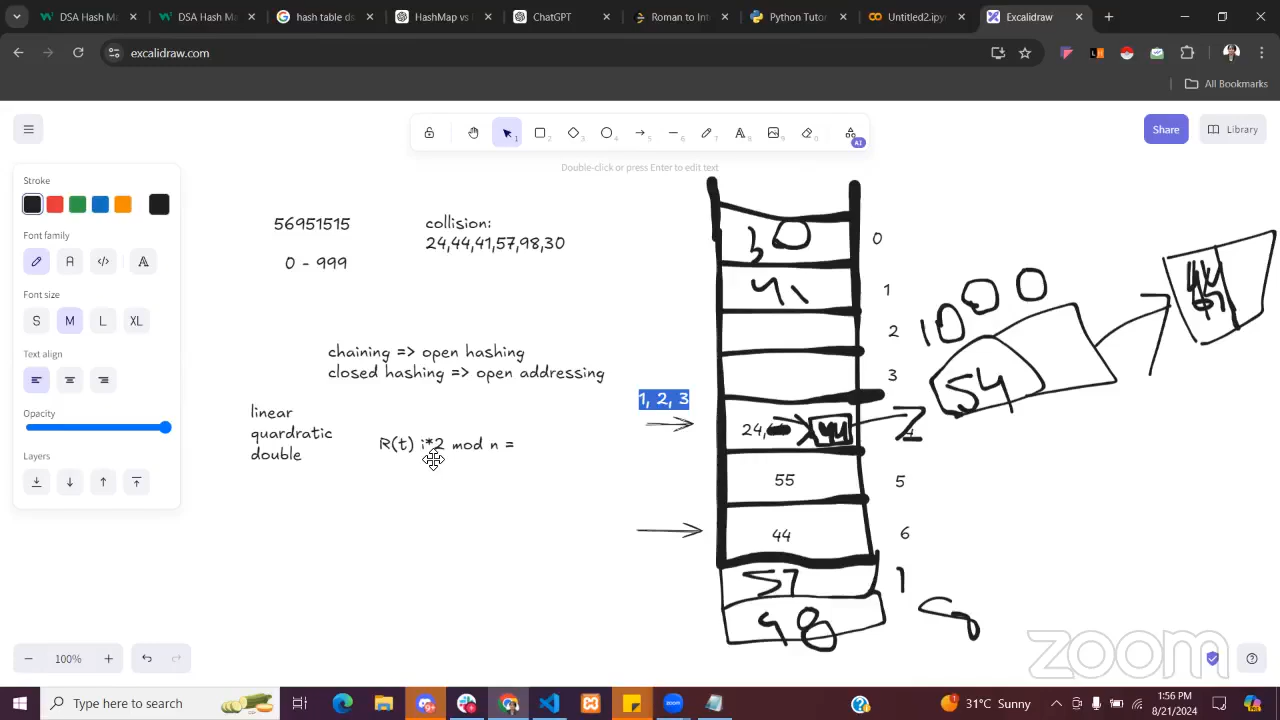 DSA Hash M
DSA Hash M
hash table ds
HashMap vs
ChatGPT
Roman to Int
Python Tutor
Untitled2.ipy
Excalidraw
excalidraw.com
All Bookmarks
Share
Library
Double-click or press Enter to edit text
Stroke
Font family
Font size
S M L XL
Text align
Opacity
Layers
56951515
0 - 999
collision:
24,44,41,57,98,30
chaining => open hashing
closed hashing => open addressing
linear
quardratic
double
R(t) i*2 mod n =
1, 2, 3
30 0
41 1
2
3
24, 44
55 5
44 6
57
98
1000
54
100%
zoom
Type here to search
31°C Sunny
1:56 PM
8/21/2024